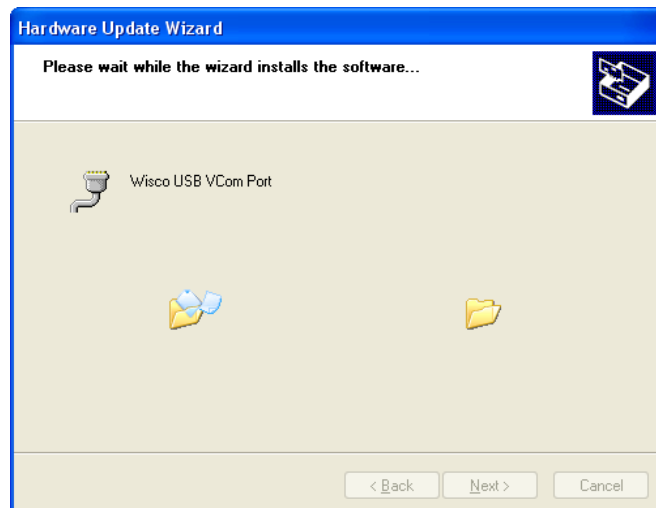 Hardware Update Wizard
Please wait while the wizard installs the software...
Wisco USB VCom Port
< Back
Next >
Cancel